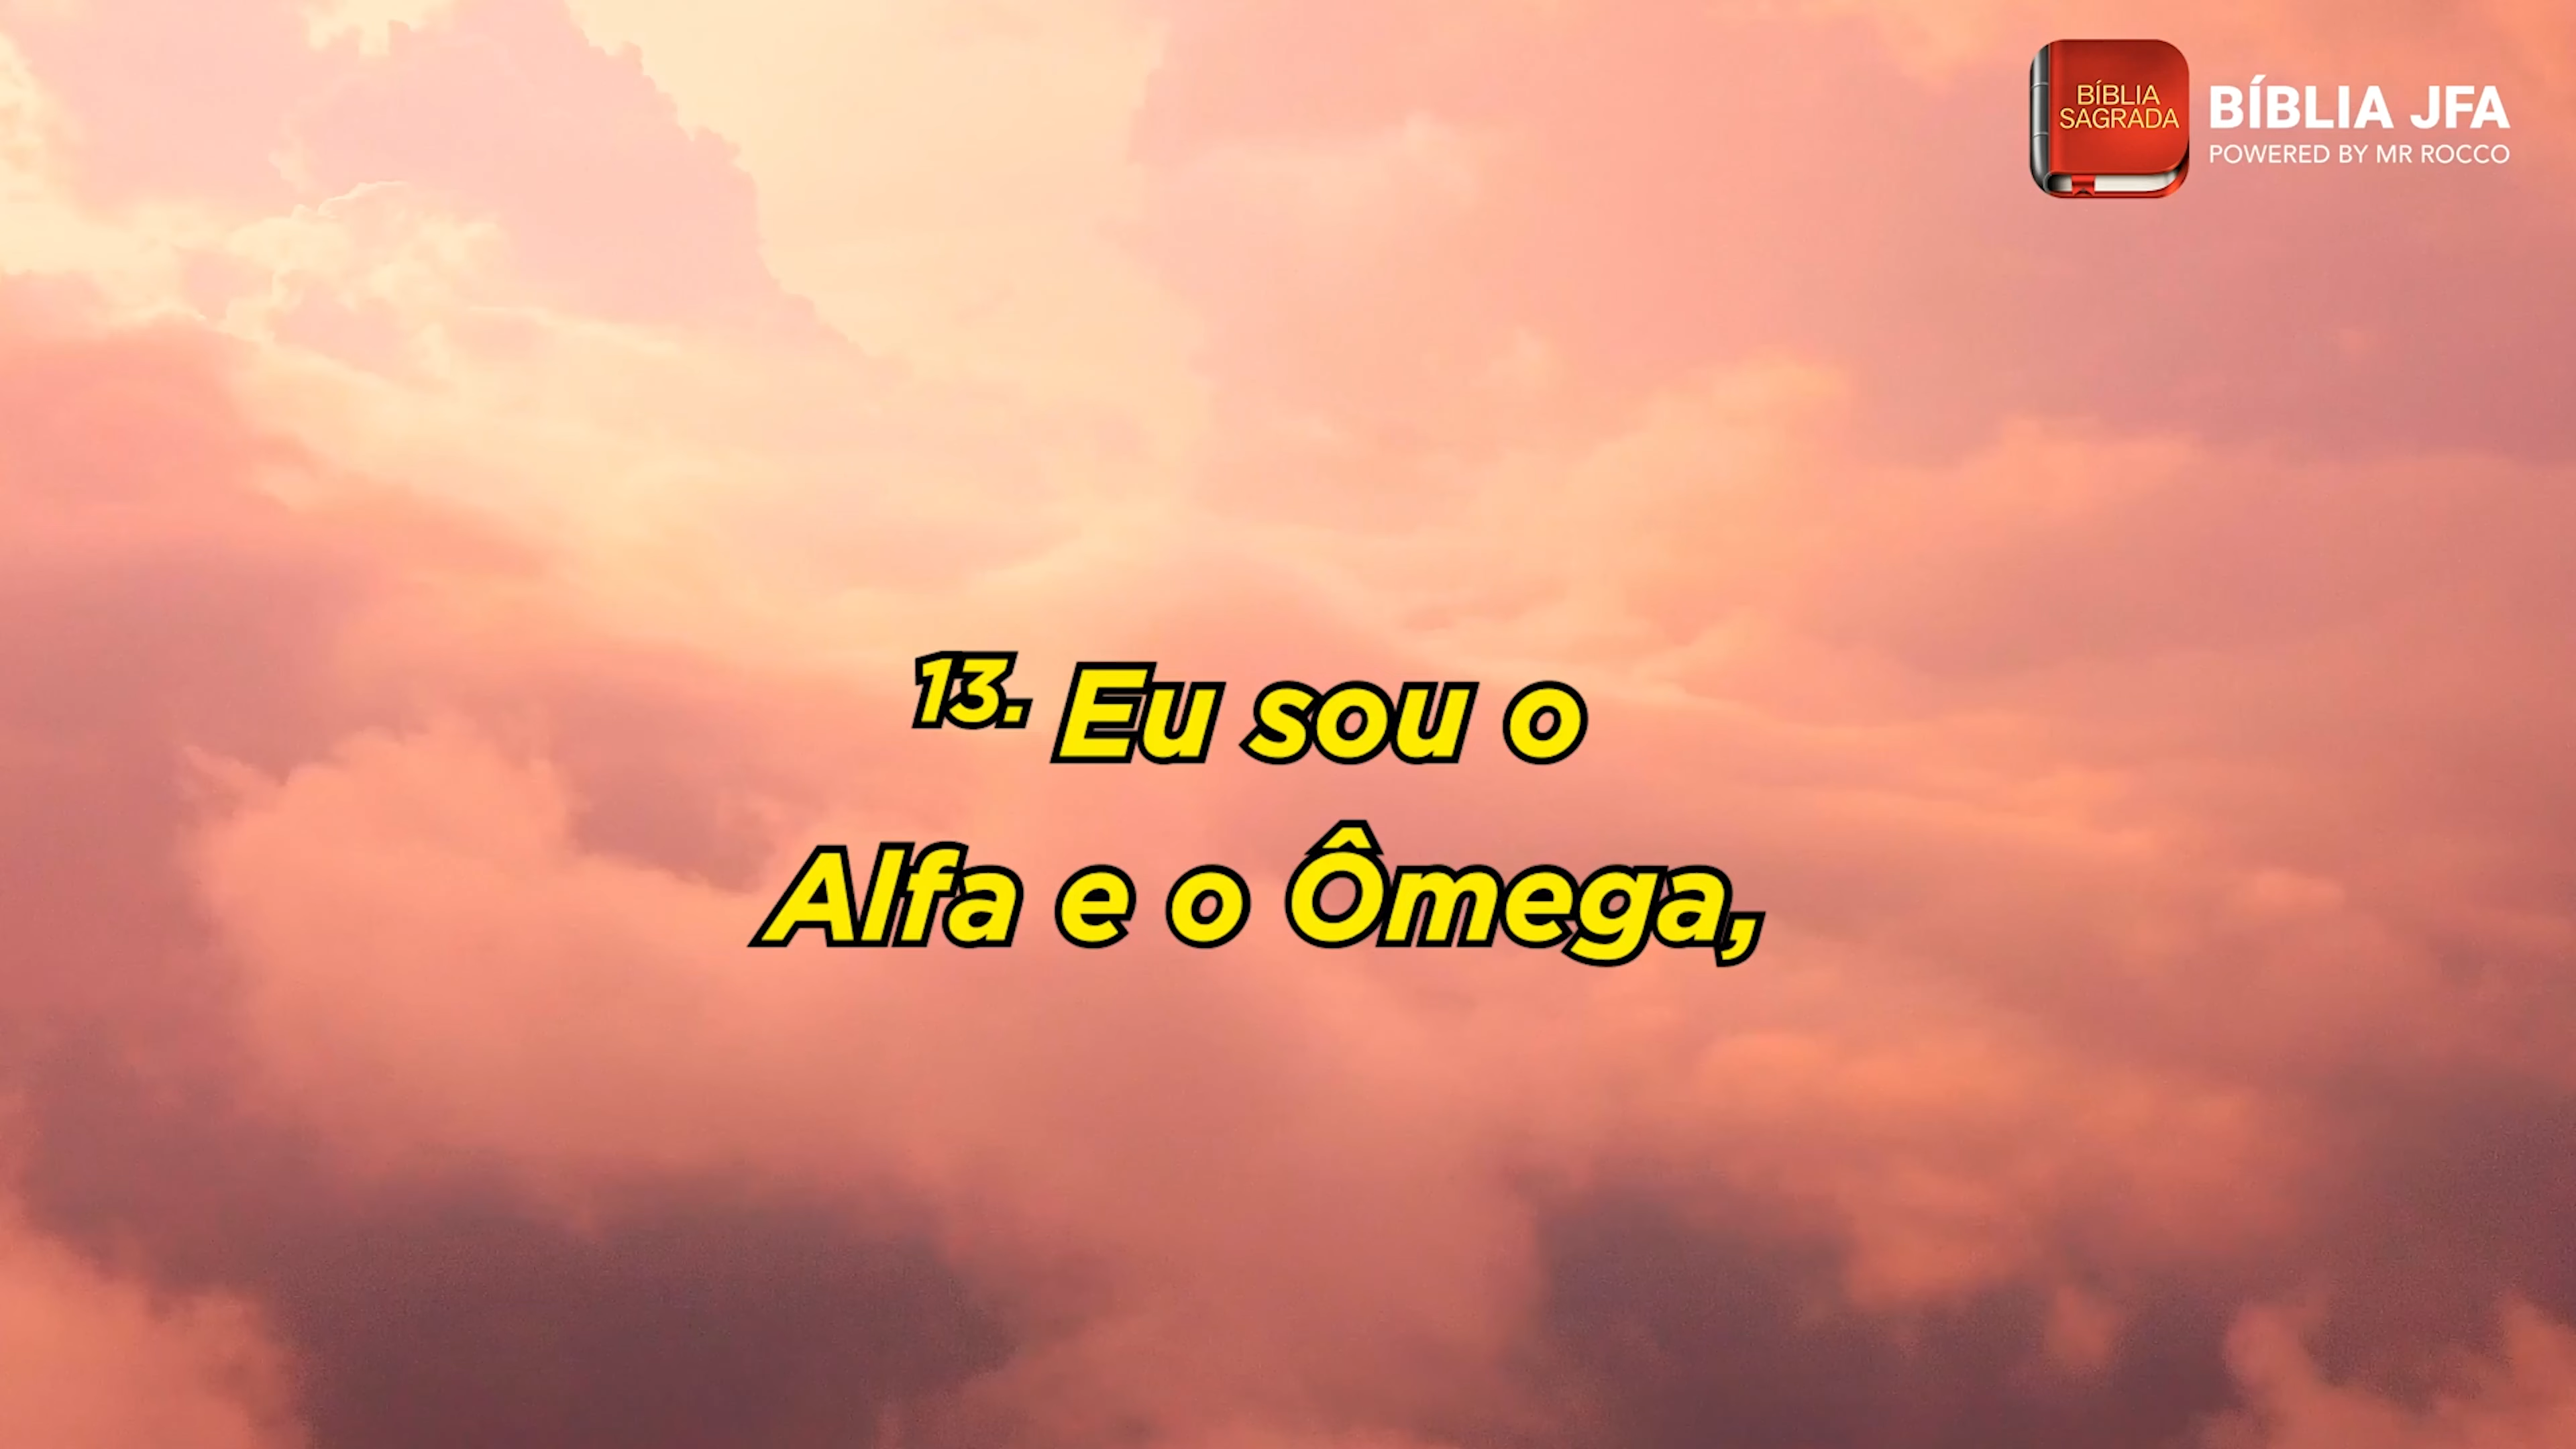 BÍBLIA
SAGRADA
BÍBLIA JFA
POWERED BY MR ROCCO
13. Eu sou o
Alfa e o Ômega,